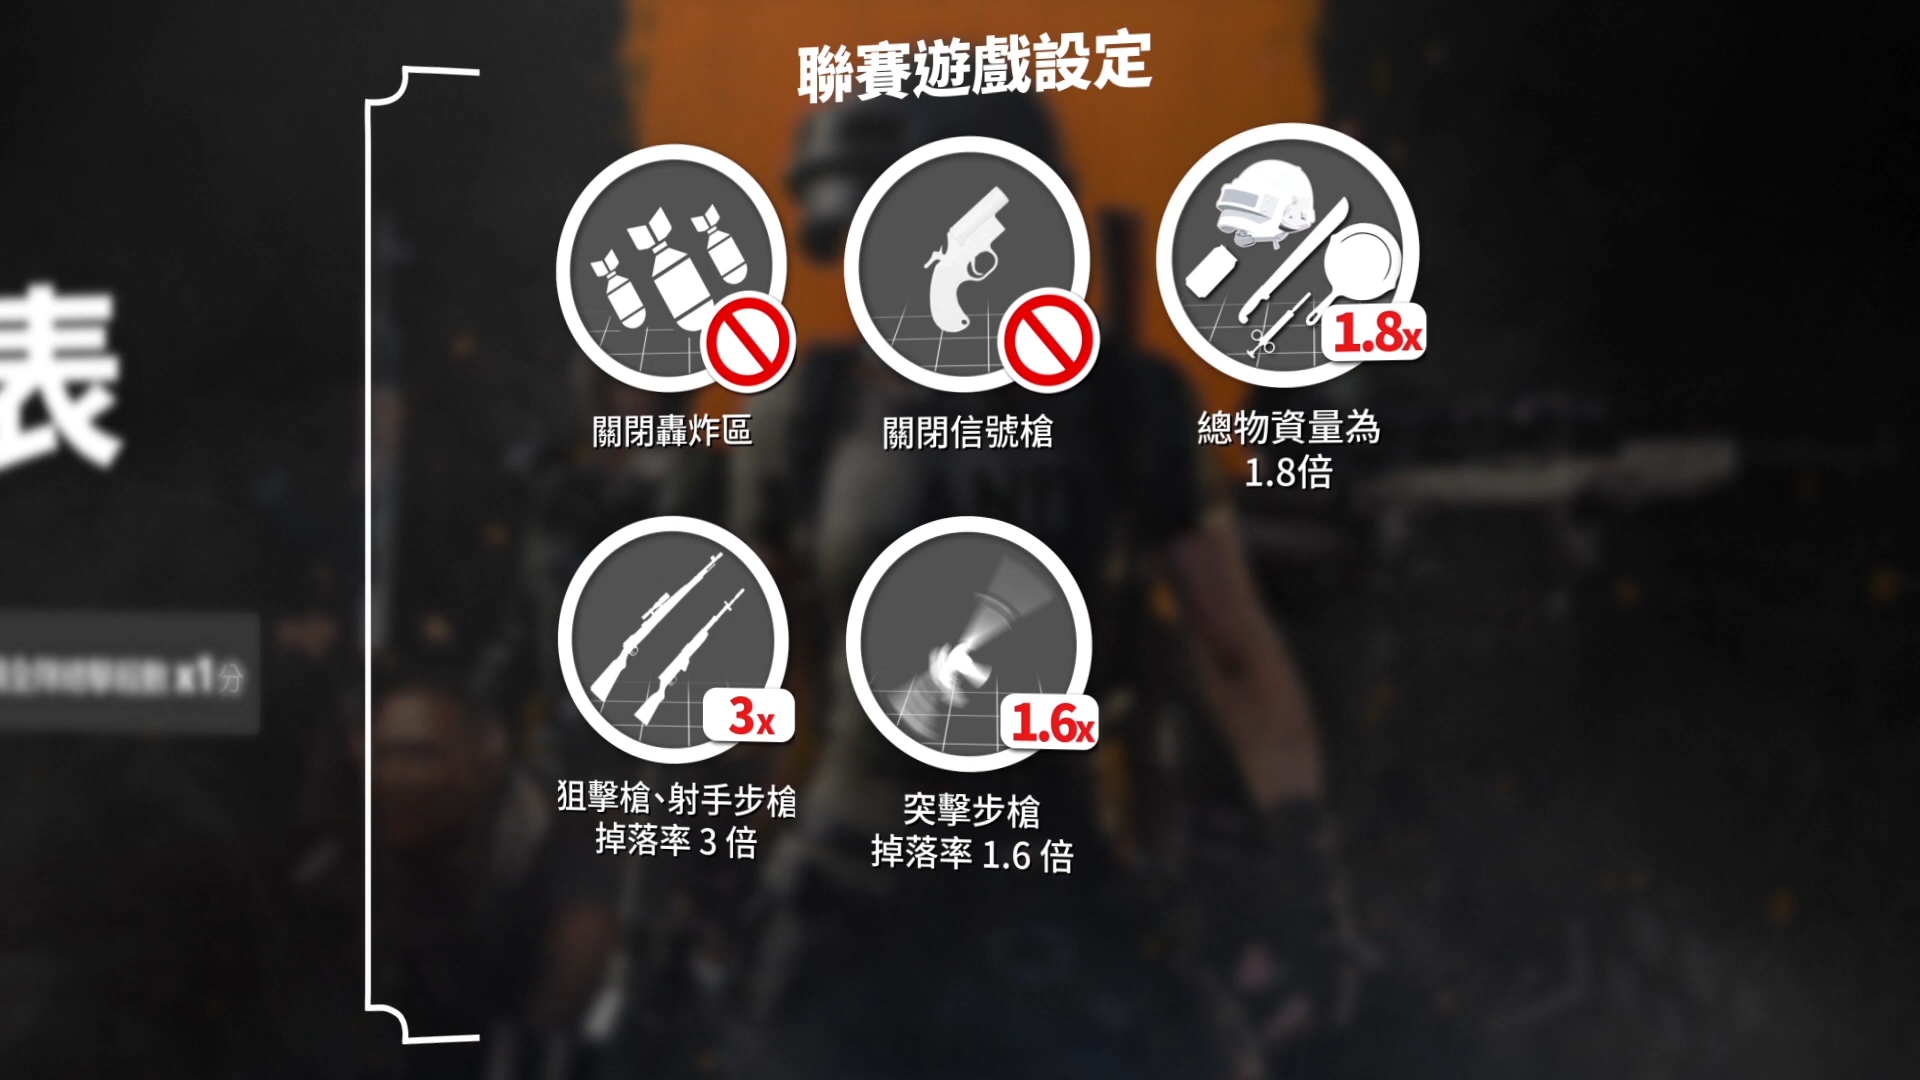 聯賽遊戲設定
1.8x
關閉轟炸區
關閉信號槍
總物資量為
1.8倍
表
x1分
3x
1.6x
狙擊槍、射手步槍
掉落率 3 倍
突擊步槍
掉落率 1.6 倍